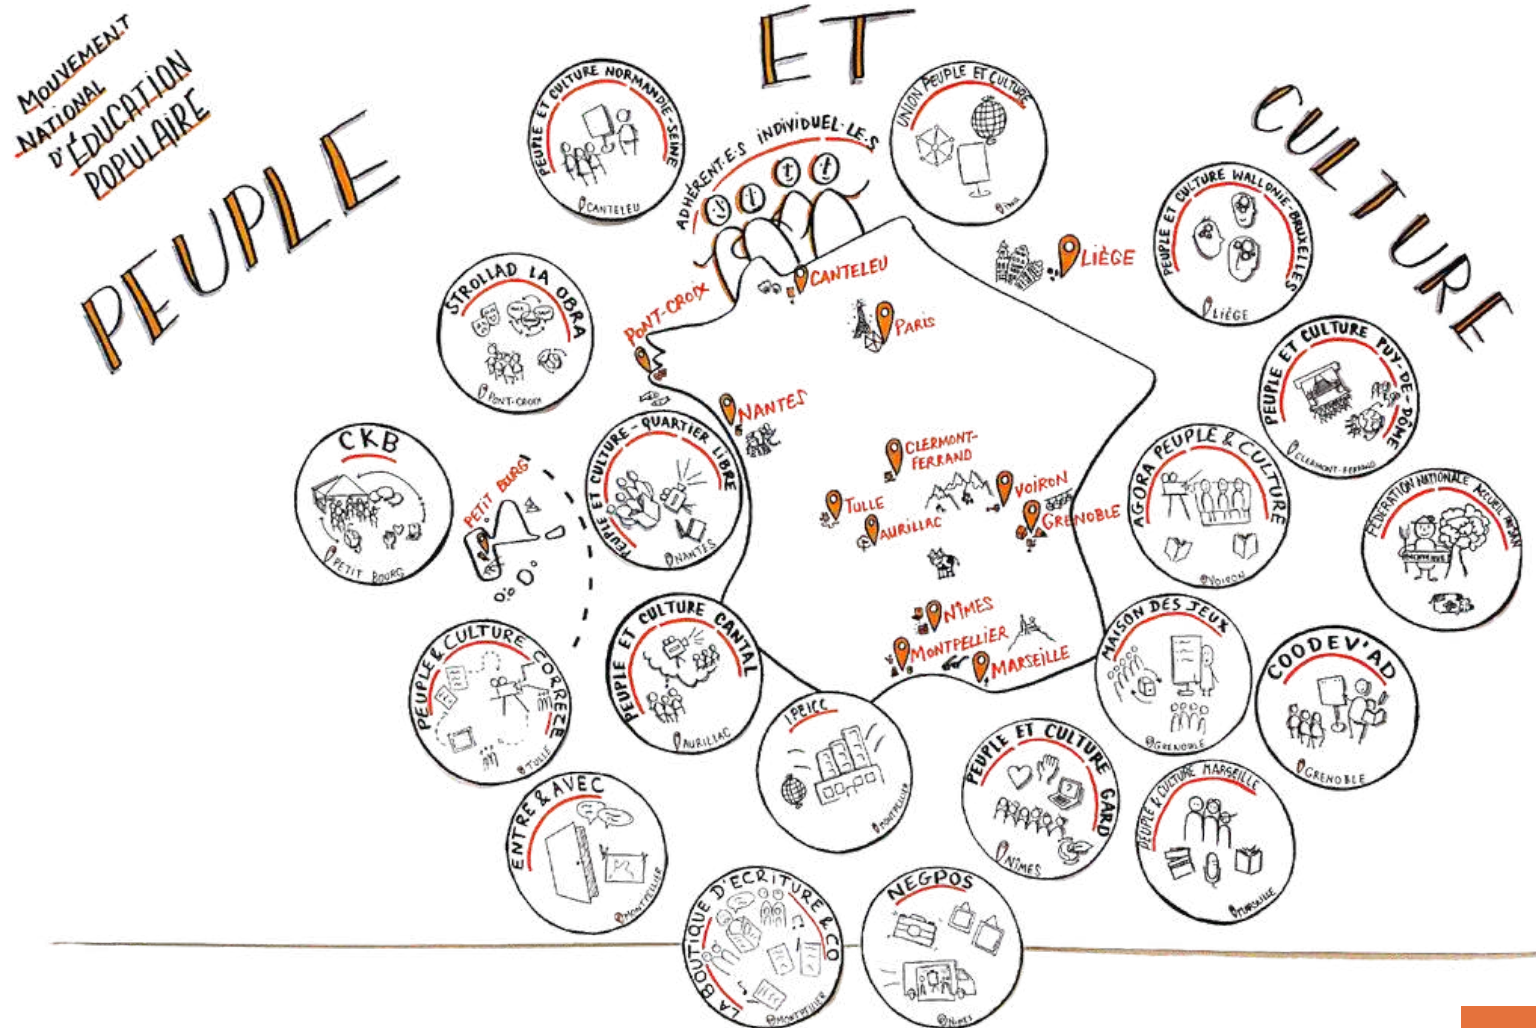 MOUVEMENT
NATIONAL
D'ÉDUCATION
POPULAIRE
PEUPLE
ET
CULTURE
PEUPLE ET CULTURE NORMANDIE-SEINE
CANTELEU
ADHÉRENT·E·S INDIVIDUEL·LE·S
UNION PEUPLE ET CULTURE
PEUPLE ET CULTURE WALLONIE-BRUXELLES
LIÈGE
LIÈGE
STROLLAD LA OBRA
PONT-CROIX
PONT-CROIX
CANTELEU
PARIS
NANTES
PEUPLE ET CULTURE PUY-DE-DÔME
CLERMONT-FERRAND
CKB
PETIT BOURG
PETIT BOURG
PEUPLE ET CULTURE-QUARTIER LIBRE
NANTES
CLERMONT-
FERRAND
TULLE
AURILLAC
VOIRON
GRENOBLE
AGORA PEUPLE & CULTURE
VOIRON
FÉDÉRATION NATIONALE ACCUEIL PAYSAN
NÎMES
MONTPELLIER
MARSEILLE
PEUPLE & CULTURE CORREZE
TULLE
PEUPLE ET CULTURE CANTAL
AURILLAC
MAISON DES JEUX
GRENOBLE
COODEV'AD
GRENOBLE
IPEICC
MONTPELLIER
PEUPLE ET CULTURE GARD
?
NÎMES
PEUPLE & CULTURE MARSEILLE
MARSEILLE
ENTRE & AVEC
MONTPELLIER
LA BOUTIQUE D'ECRITURE & CO
MONTPELLIER
NEGPOS
NÎMES